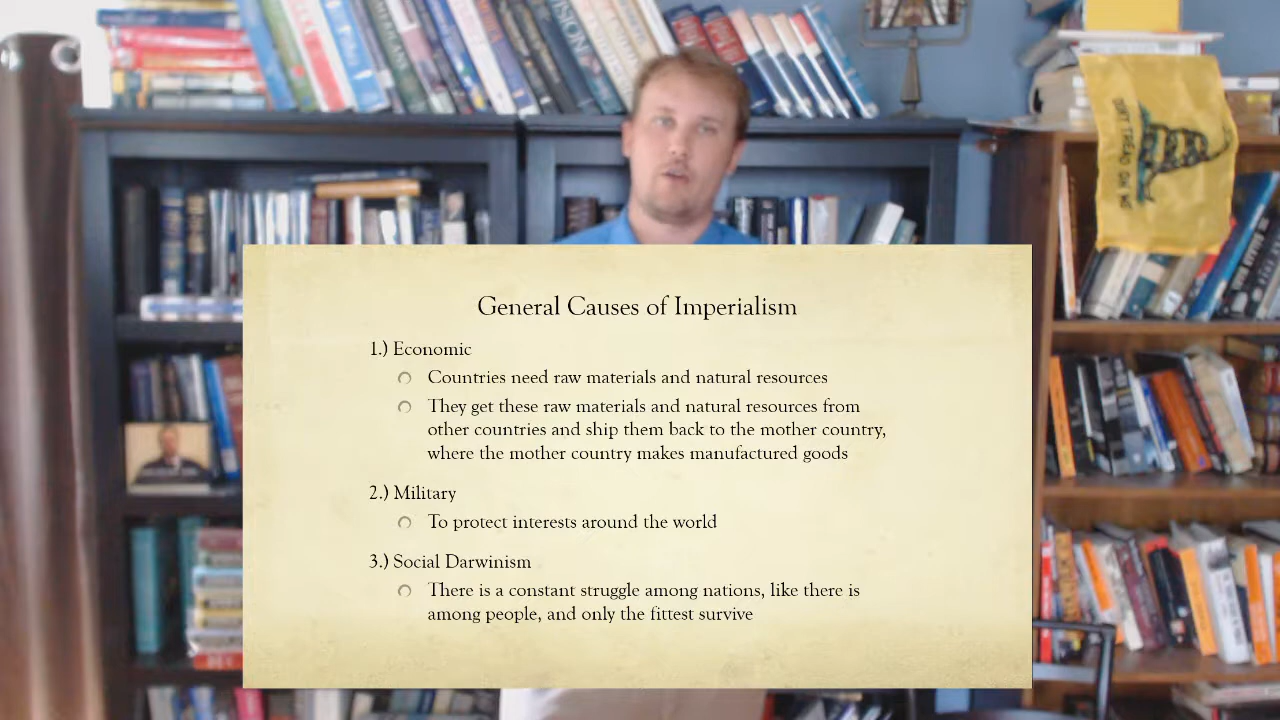 VISION
DON'T TREAD ON ME
General Causes of Imperialism
1.) Economic
Countries need raw materials and natural resources
They get these raw materials and natural resources from
other countries and ship them back to the mother country,
where the mother country makes manufactured goods
2.) Military
To protect interests around the world
3.) Social Darwinism
There is a constant struggle among nations, like there is
among people, and only the fittest survive